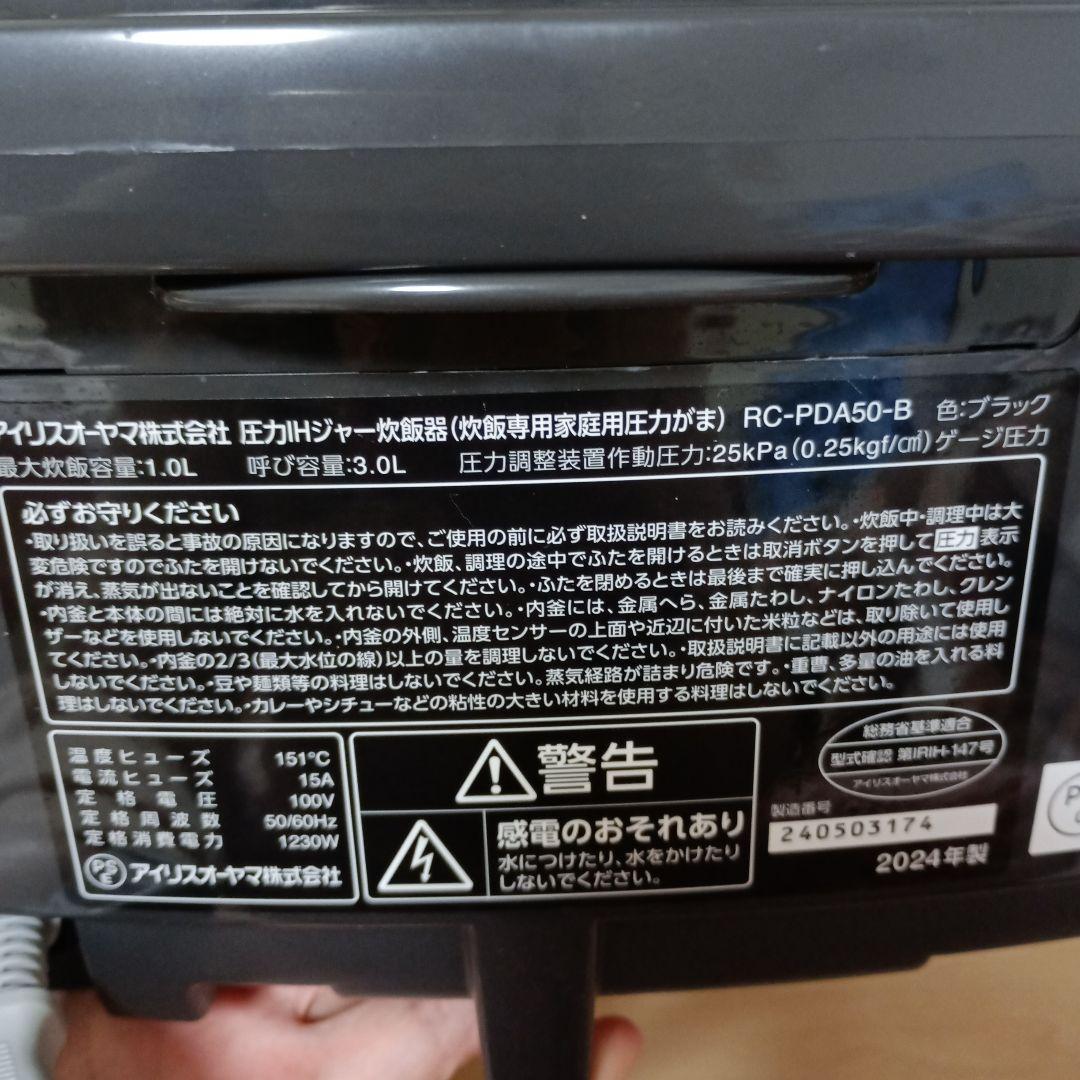 アイリスオーヤマ株式会社 圧力IHジャー炊飯器(炊飯専用家庭用圧力がま) RC-PDA50-B 色:ブラック
最大炊飯容量:1.0L 呼び容量:3.0L 圧力調整装置作動圧力:25kPa(0.25kgf/㎠)ゲージ圧力
必ずお守りください
・取り扱いを誤ると事故の原因になりますので、ご使用の前に必ず取扱説明書をお読みください。・炊飯中・調理中は大
変危険ですのでふたを開けないでください。・炊飯、調理の途中でふたを開けるときは取消ボタンを押して圧力表示
が消え、蒸気が出ないことを確認してから開けてください。・ふたを閉めるときは最後まで確実に押し込んでください。
・内釜と本体の間には絶対に水を入れないでください。・内釜には、金属へら、金属たわし、ナイロンたわし、クレン
ザーなどを使用しないでください。・内釜の外側、温度センサーの上面や近辺に付いた米粒などは、取り除いて使用し
てください。・内釜の2/3(最大水位の線)以上の量を調理しないでください。・取扱説明書に記載以外の用途には使用
しないでください。・豆や麺類等の料理はしないでください。蒸気経路が詰まり危険です。・重曹、多量の油を入れる料
理はしないでください。・カレーやシチューなどの粘性の大きい材料を使用する料理はしないでください。
温度ヒューズ 151℃
電流ヒューズ 15A
定格電圧 100V
定格周波数 50/60Hz
定格消費電力 1230W
PSE アイリスオーヤマ株式会社
警告
感電のおそれあり
水につけたり、水をかけたり
しないでください。
総務省基準適合
型式確認 第IRIH-147号
アイリスオーヤマ株式会社
製造番号
240503174
2024年製